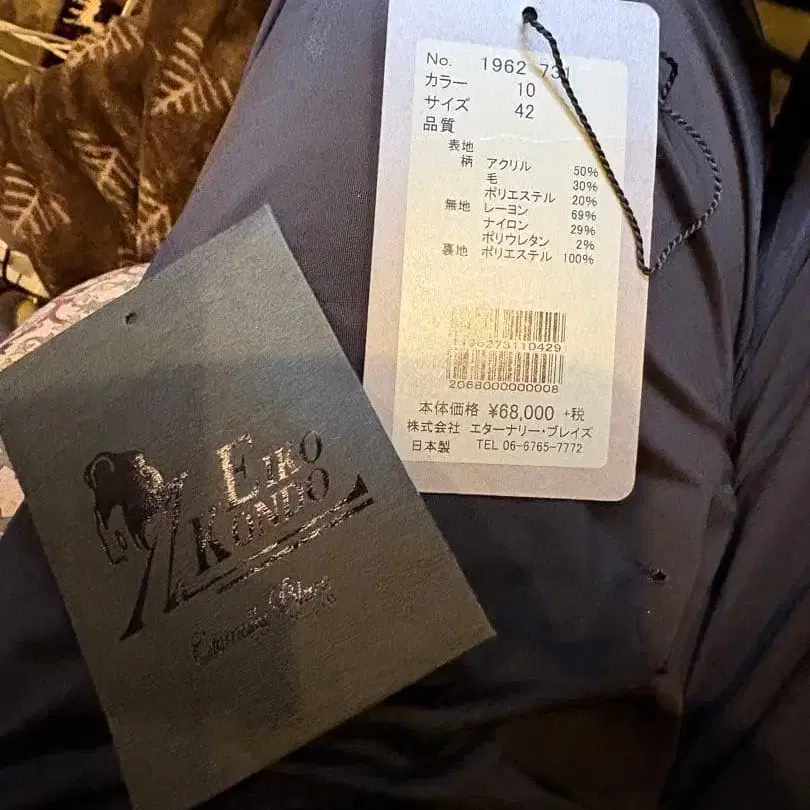 No. 1962 731
カラー 10
サイズ 42
品質
表地
柄 アクリル 50%
毛 30%
ポリエステル 20%
無地 レーヨン 69%
ナイロン 29%
ポリウレタン 2%
裏地 ポリエステル 100%
1196273110429
2068000000008
本体価格 ¥68,000 +税
株式会社 エターナリー・ブレイズ
日本製 TEL 06-6765-7772
EIKO
KONDO